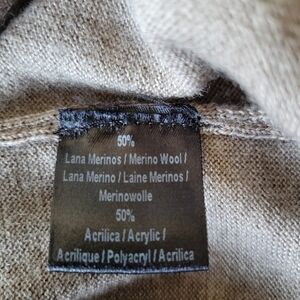 50%
Lana Merinos / Merino Wool /
Lana Merino / Laine Merinos /
Merinowolle
50%
Acrilica / Acrylic /
Acrilique / Polyacryl / Acrilica